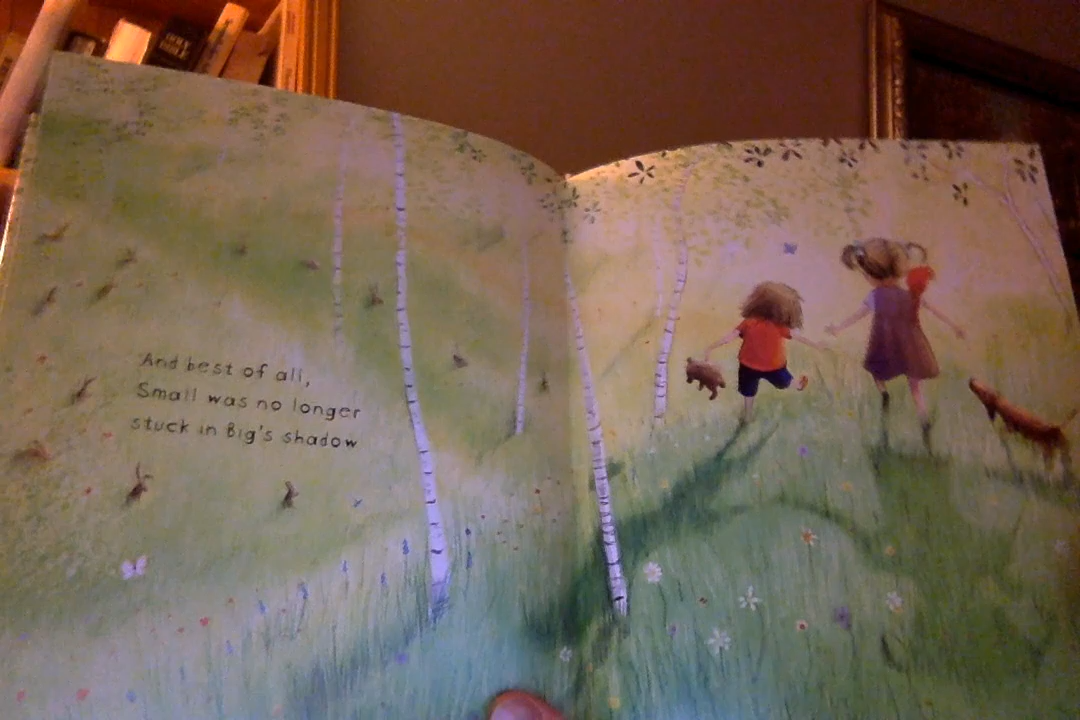 And best of all,
Small was no longer
stuck in Big's shadow